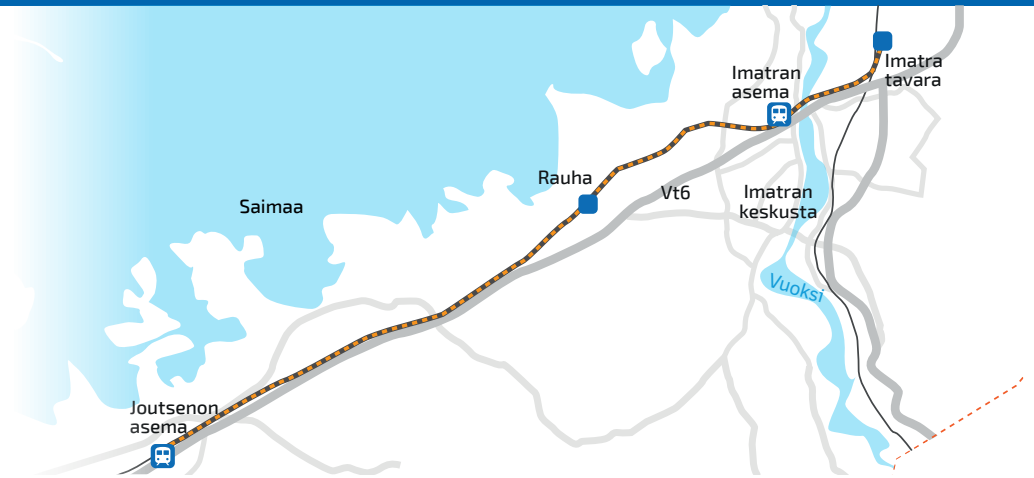 Imatra
tavara
Imatran
asema
Rauha
Vt6
Imatran
keskusta
Saimaa
Vuoksi
Joutsenon
asema